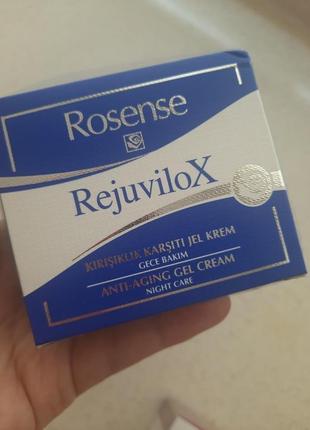 Rosense
RejuviloX
KIRIŞIKLIK KARŞITI JEL KREM
GECE BAKIM
ANTI-AGING GEL CREAM
NIGHT CARE